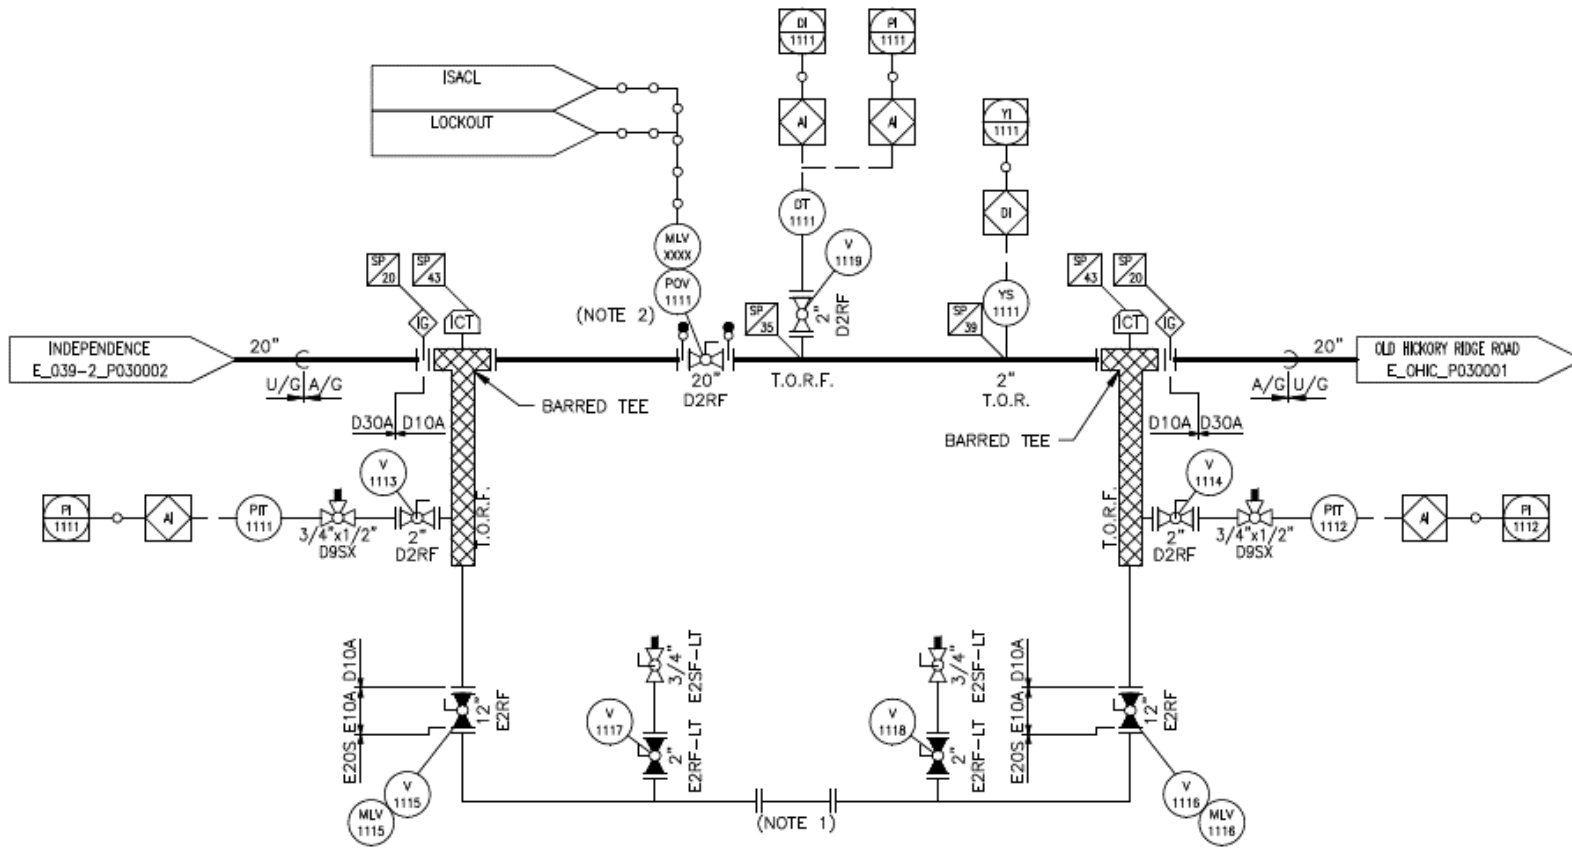 DI
1111
PI
1111
ISACL
LOCKOUT
AI
AI
YI
1111
DT
1111
DI
MLV
XXXX
V
1119
SP
20
SP
43
POV
1111
(NOTE 2)
2"
D2RF
YS
1111
SP
43
SP
20
IG
ICT
SP
35
SP
39
ICT
IG
INDEPENDENCE
E_039-2_P030002
20"
20"
OLD HICKORY RIDGE ROAD
E_OHIC_P030001
U/G
A/G
20"
D2RF
T.O.R.F.
2"
T.O.R.
A/G
U/G
BARRED TEE
BARRED TEE
D30A
D10A
D10A
D30A
V
1113
V
1114
PI
1111
AI
PIT
1111
3/4"x1/2"
D9SX
2"
D2RF
T.O.R.F.
T.O.R.F.
2"
D2RF
3/4"x1/2"
D9SX
PIT
1112
AI
PI
1112
D10A
E10A
E20S
12"
E2RF
3/4"
E2SF-LT
V
1117
2"
E2RF-LT
3/4"
E2SF-LT
V
1118
2"
E2RF-LT
D10A
E10A
E20S
12"
E2RF
V
1115
MLV
1115
(NOTE 1)
V
1116
MLV
1116